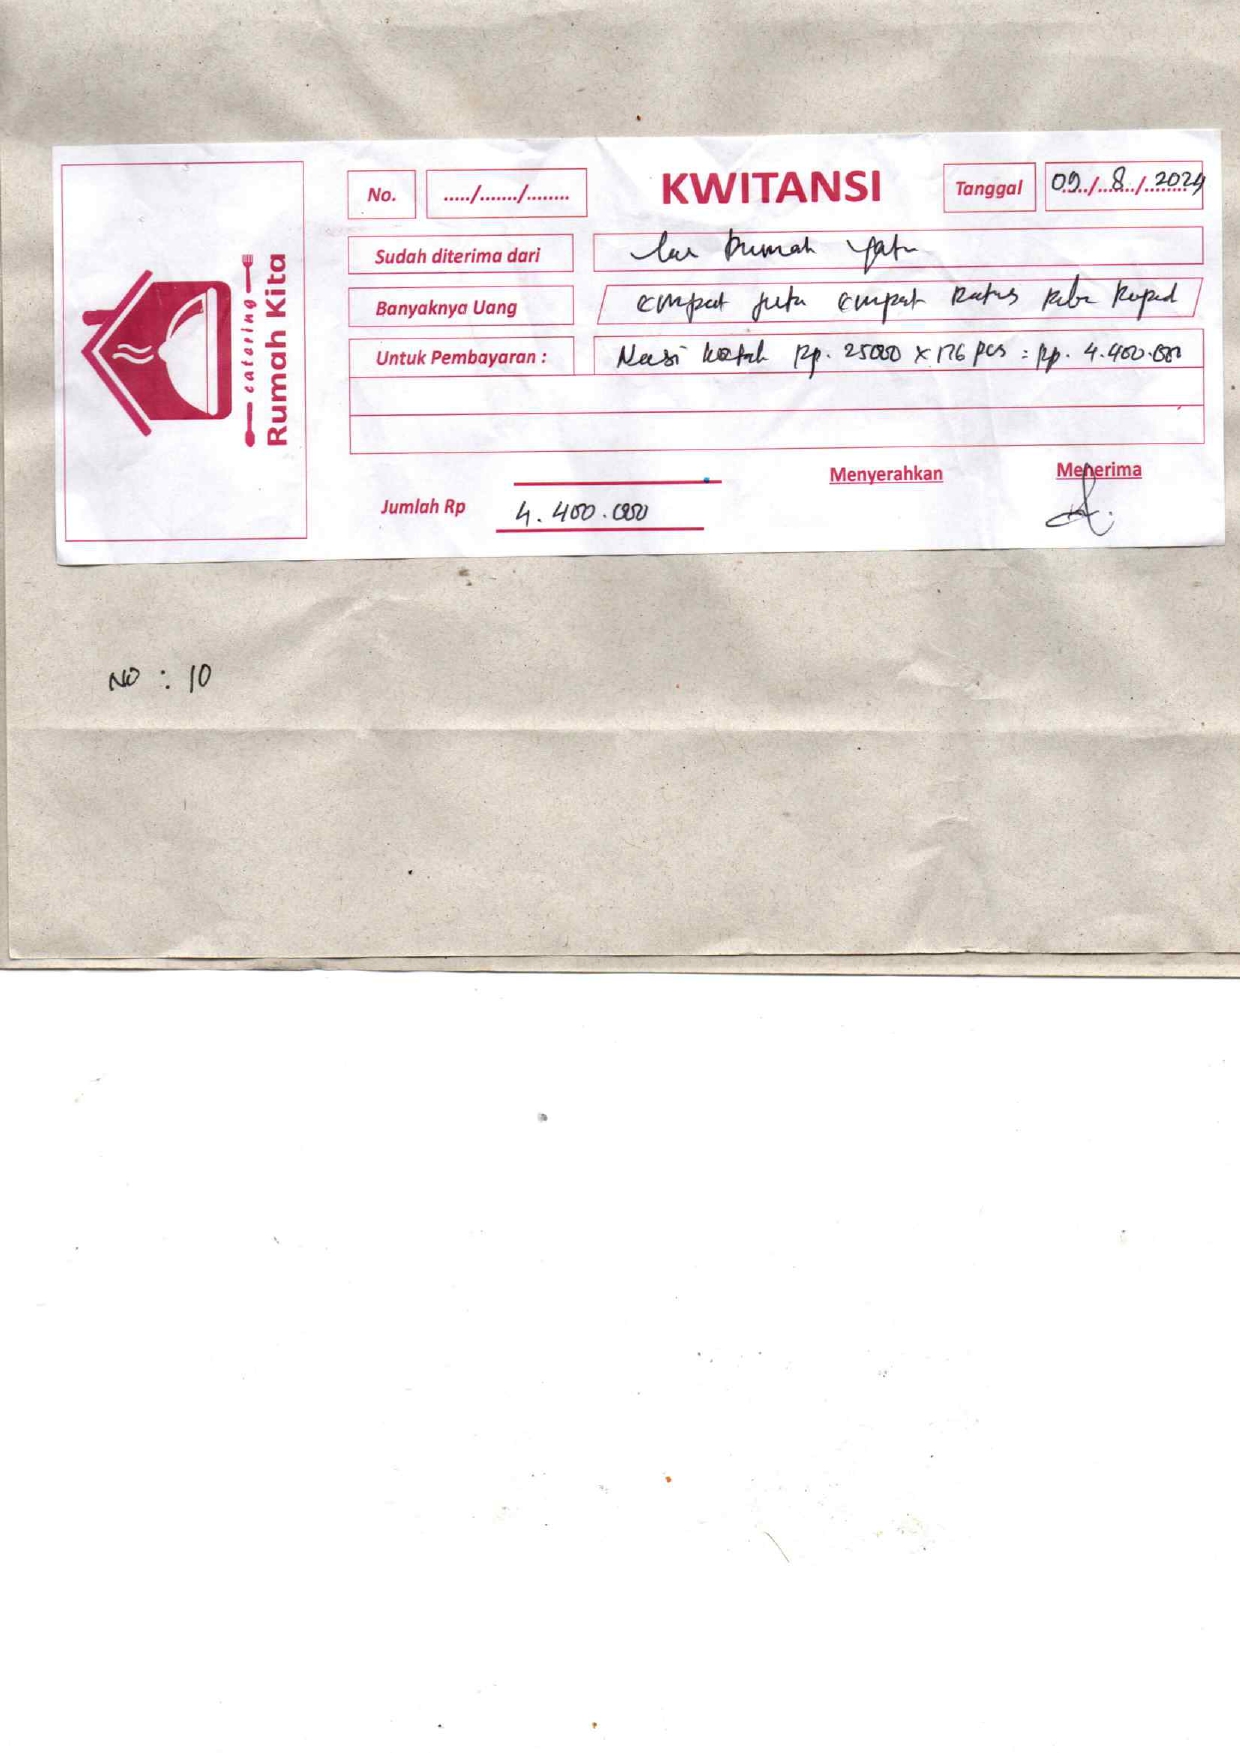 catering
Rumah Kita
No. ...../......./........
KWITANSI
Tanggal 09../...8../...2024
Sudah diterima dari Rumah Yatim
Banyaknya Uang empat juta empat Ratus Ribu Rupiah
Untuk Pembayaran : Nasi kotak Rp. 25000 x 176 pcs : Rp. 4.400.000
Menyerahkan Menerima
Jumlah Rp 4.400.000
NO : 10